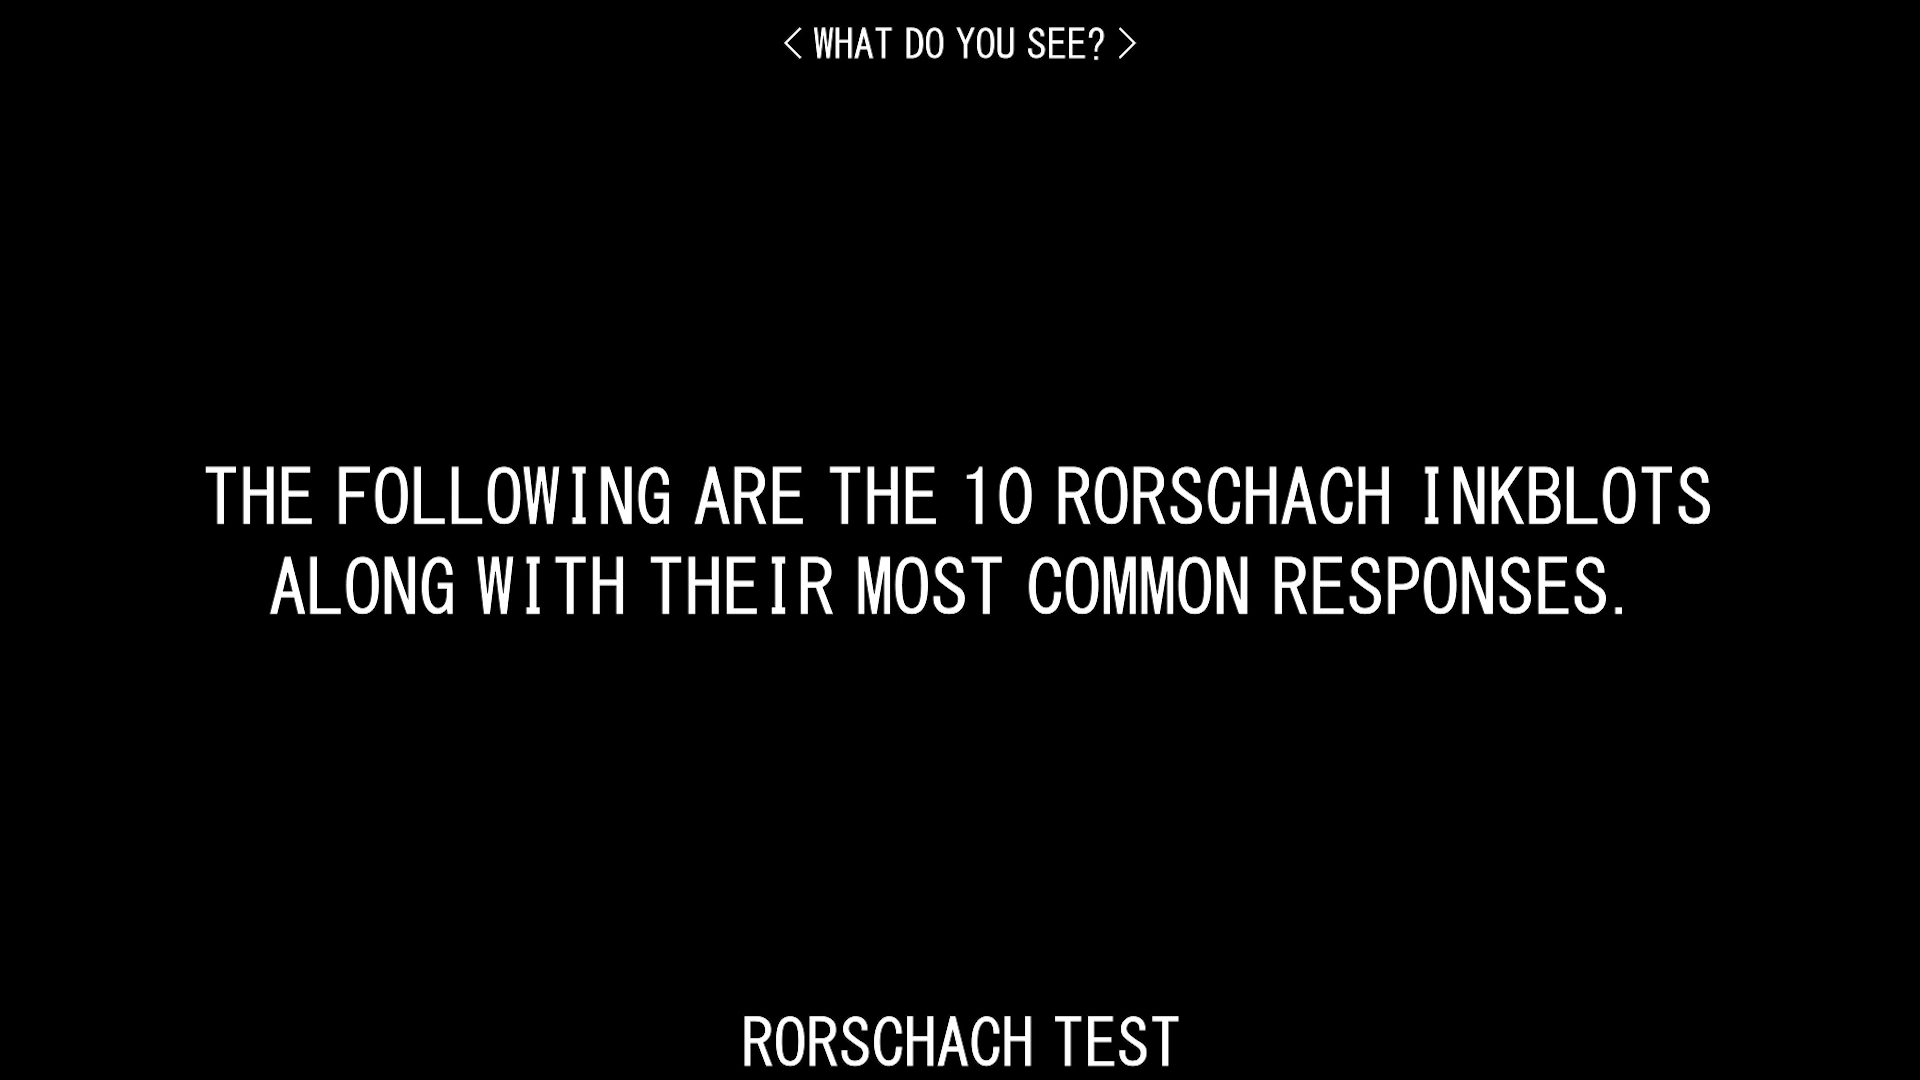 < WHAT DO YOU SEE? >
THE FOLLOWING ARE THE 10 RORSCHACH INKBLOTS
ALONG WITH THEIR MOST COMMON RESPONSES.
RORSCHACH TEST